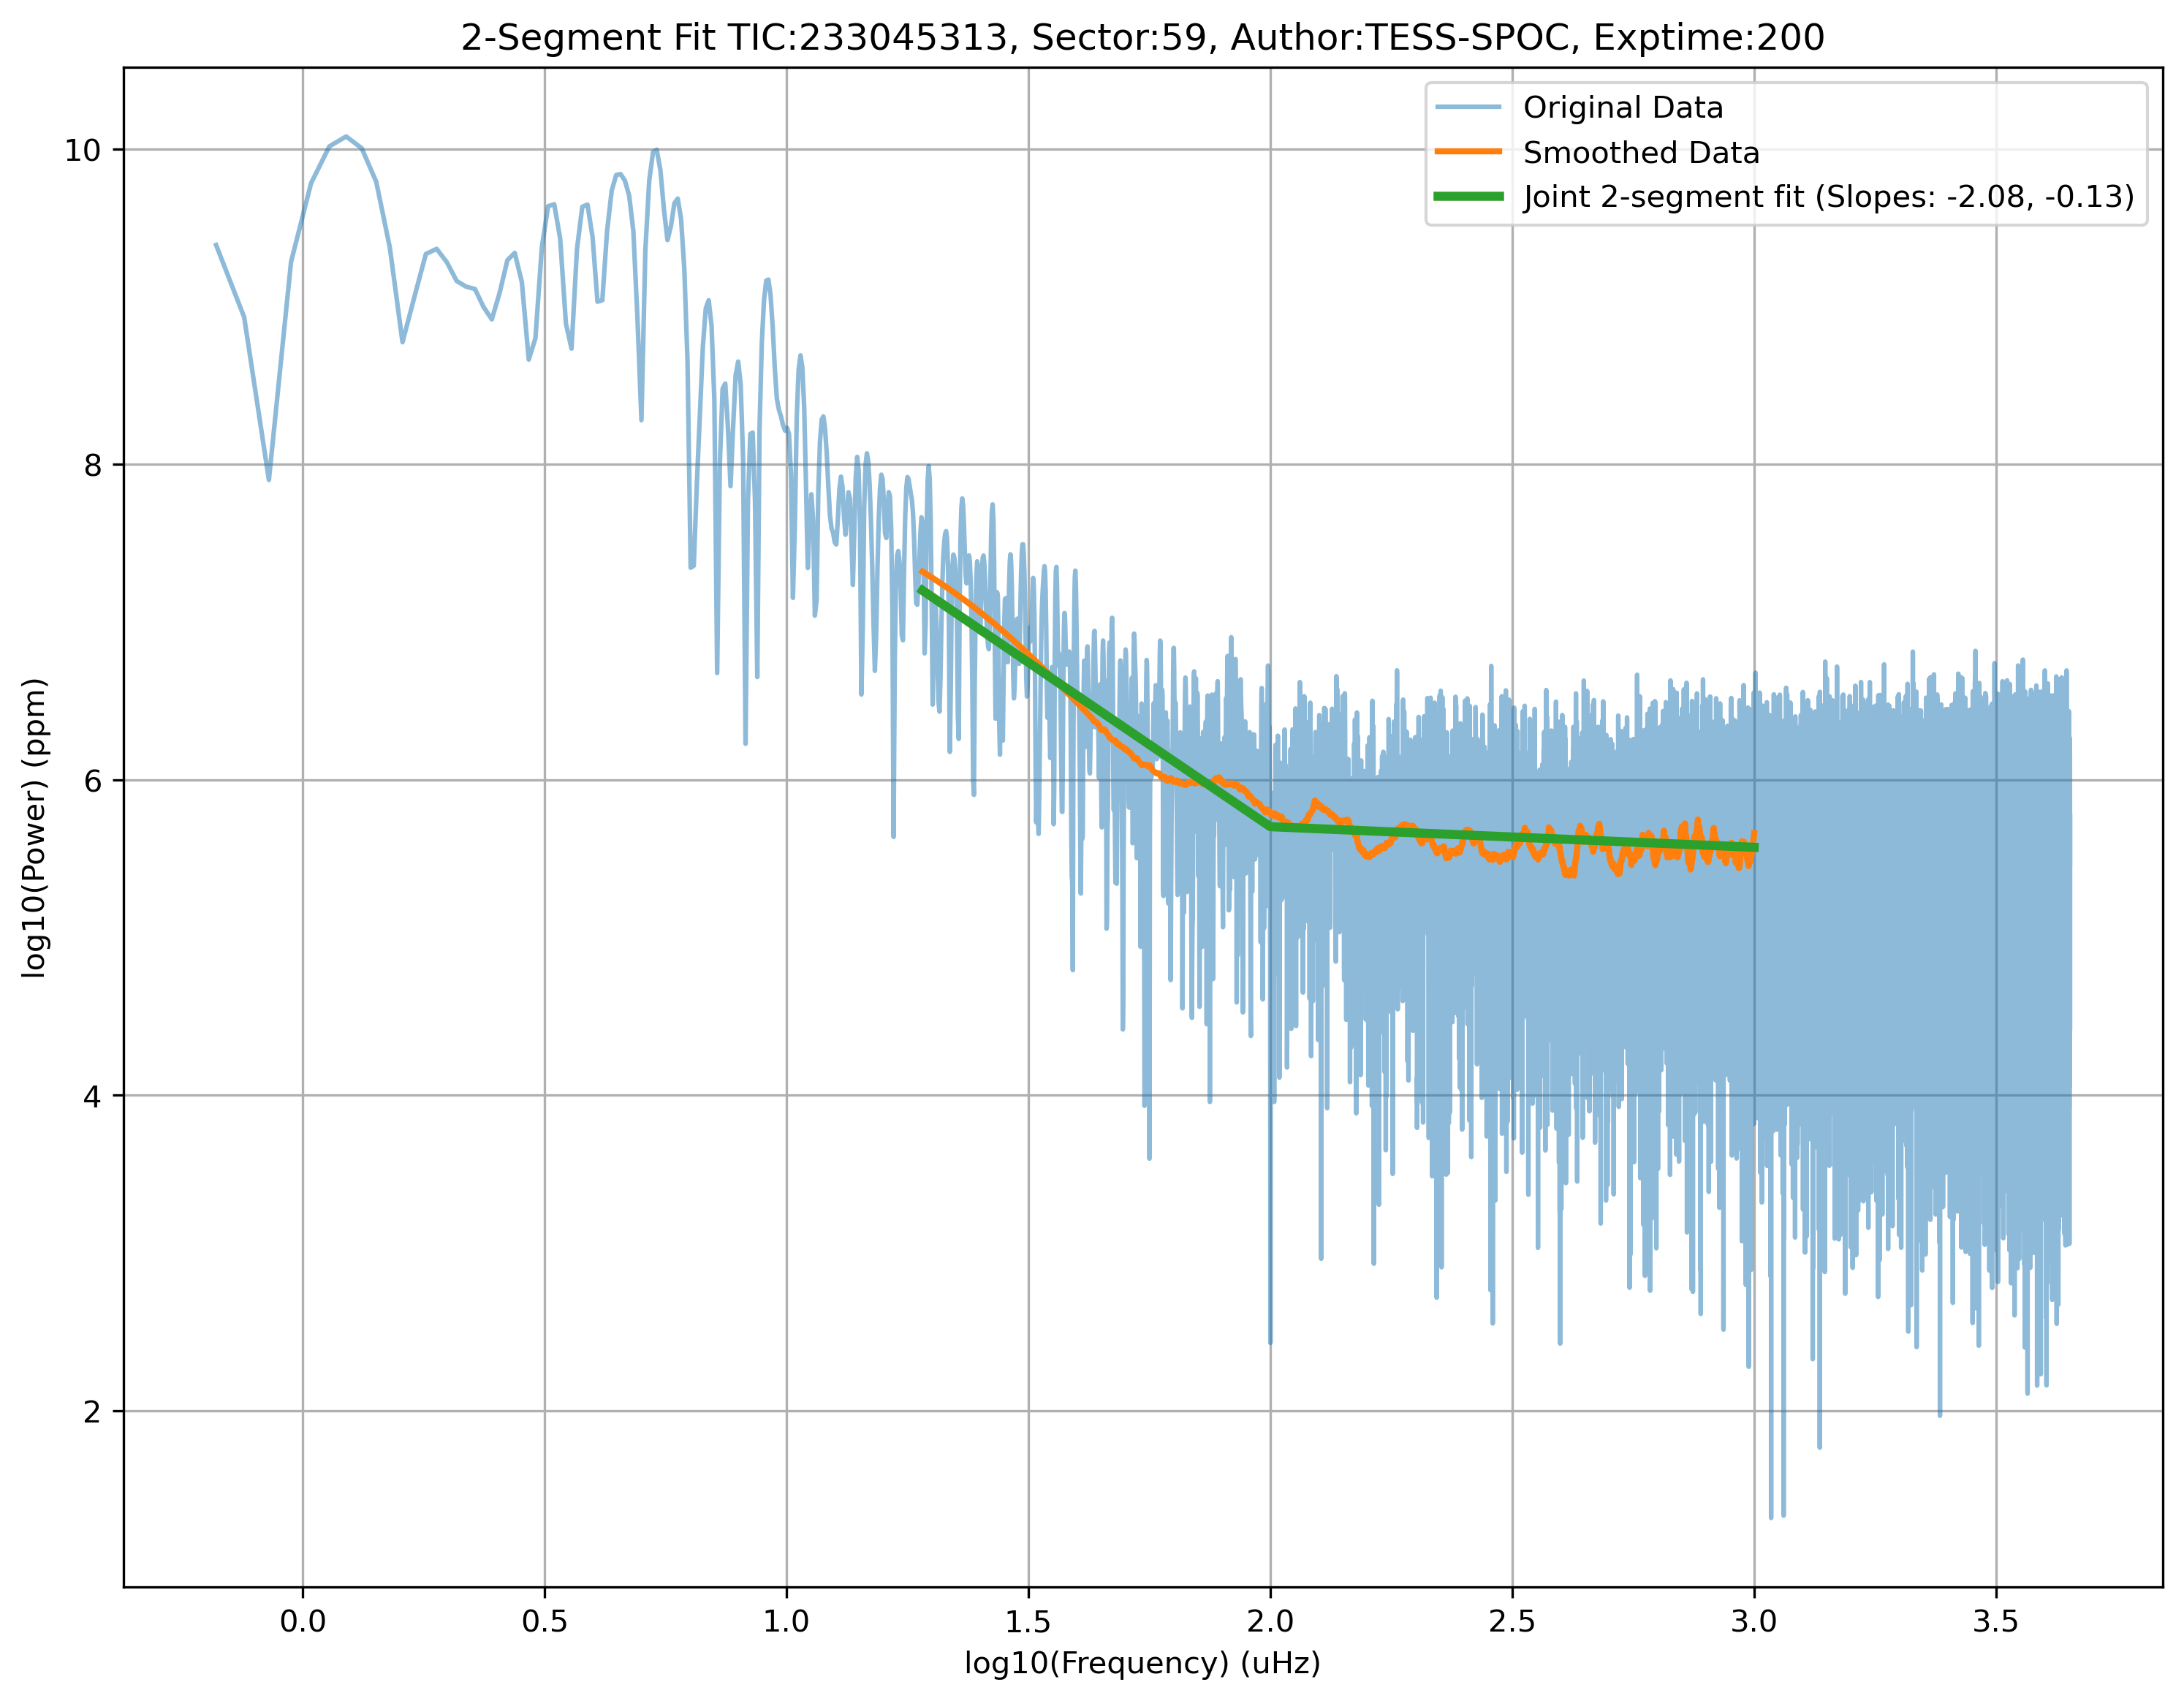 2-Segment Fit TIC:233045313, Sector:59, Author:TESS-SPOC, Exptime:200
Original Data
Smoothed Data
Joint 2-segment fit (Slopes: -2.08, -0.13)
log10(Power) (ppm)
10
8
6
4
2
0.0 0.5 1.0 1.5 2.0 2.5 3.0 3.5
log10(Frequency) (uHz)